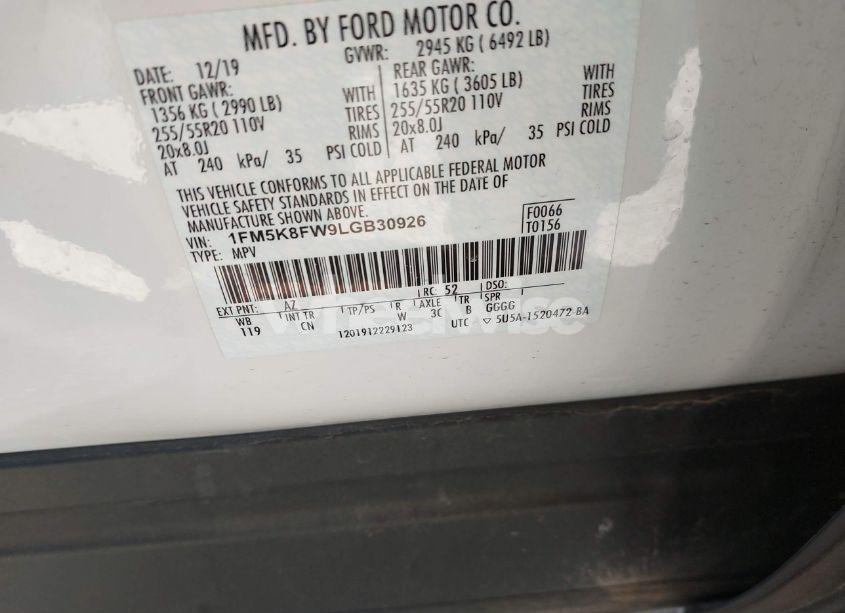 MFD. BY FORD MOTOR CO.
DATE: 12/19 GVWR: 2945 KG ( 6492 LB)
FRONT GAWR: REAR GAWR:
1356 KG ( 2990 LB) WITH 1635 KG ( 3605 LB) WITH
255/55R20 110V TIRES 255/55R20 110V TIRES
20x8.0J RIMS 20x8.0J RIMS
AT 240 kPa/ 35 PSI COLD AT 240 kPa/ 35 PSI COLD
THIS VEHICLE CONFORMS TO ALL APPLICABLE FEDERAL MOTOR
VEHICLE SAFETY STANDARDS IN EFFECT ON THE DATE OF
MANUFACTURE SHOWN ABOVE.
VIN: 1FM5K8FW9LGB30926 F0066
TYPE: MPV T0156
EXT PNT: AZ RC: 52 DSO:
WB INT TR TP/PS R AXLE TR SPR
119 CN W 3C B GGGG
1201912229123 UTC ▽ 5U5A-1520472-BA
wheelwise